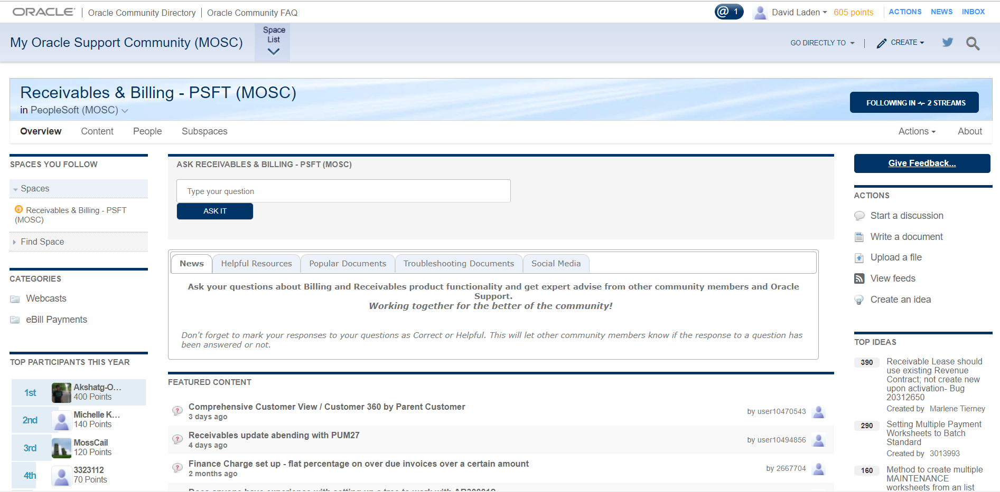 ORACLE
Oracle Community Directory
Oracle Community FAQ
@ 1
David Laden
605 points
ACTIONS
NEWS
INBOX
My Oracle Support Community (MOSC)
Space
List
GO DIRECTLY TO
CREATE
Receivables & Billing - PSFT (MOSC)
in PeopleSoft (MOSC)
FOLLOWING IN 2 STREAMS
Overview
Content
People
Subspaces
Actions
About
SPACES YOU FOLLOW
Spaces
Receivables & Billing - PSFT
(MOSC)
Find Space
CATEGORIES
Webcasts
eBill Payments
TOP PARTICIPANTS THIS YEAR
1st
Akshatg-O...
400 Points
2nd
Michelle K...
140 Points
3rd
MossCail
120 Points
4th
3323112
70 Points
ASK RECEIVABLES & BILLING - PSFT (MOSC)
Type your question
ASK IT
News
Helpful Resources
Popular Documents
Troubleshooting Documents
Social Media
Ask your questions about Billing and Receivables product functionality and get expert advise from other community members and Oracle
Support.
Working together for the better of the community!
Don't forget to mark your responses to your questions as Correct or Helpful. This will let other community members know if the response to a question has
been answered or not.
FEATURED CONTENT
Comprehensive Customer View / Customer 360 by Parent Customer
3 days ago
by user10470543
Receivables update abending with PUM27
4 days ago
by user10494856
Finance Charge set up - flat percentage on over due invoices over a certain amount
2 months ago
by 2667704
Does anyone have experience with setting up a tree to work with AR30001?
Give Feedback...
ACTIONS
Start a discussion
Write a document
Upload a file
View feeds
Create an idea
TOP IDEAS
390
Receivable Lease should
use existing Revenue
Contract; not create new
upon activation- Bug
20312650
Created by Marlene Tierney
290
Setting Multiple Payment
Worksheets to Batch
Standard
Created by 3013993
160
Method to create multiple
MAINTENANCE
worksheets from an list